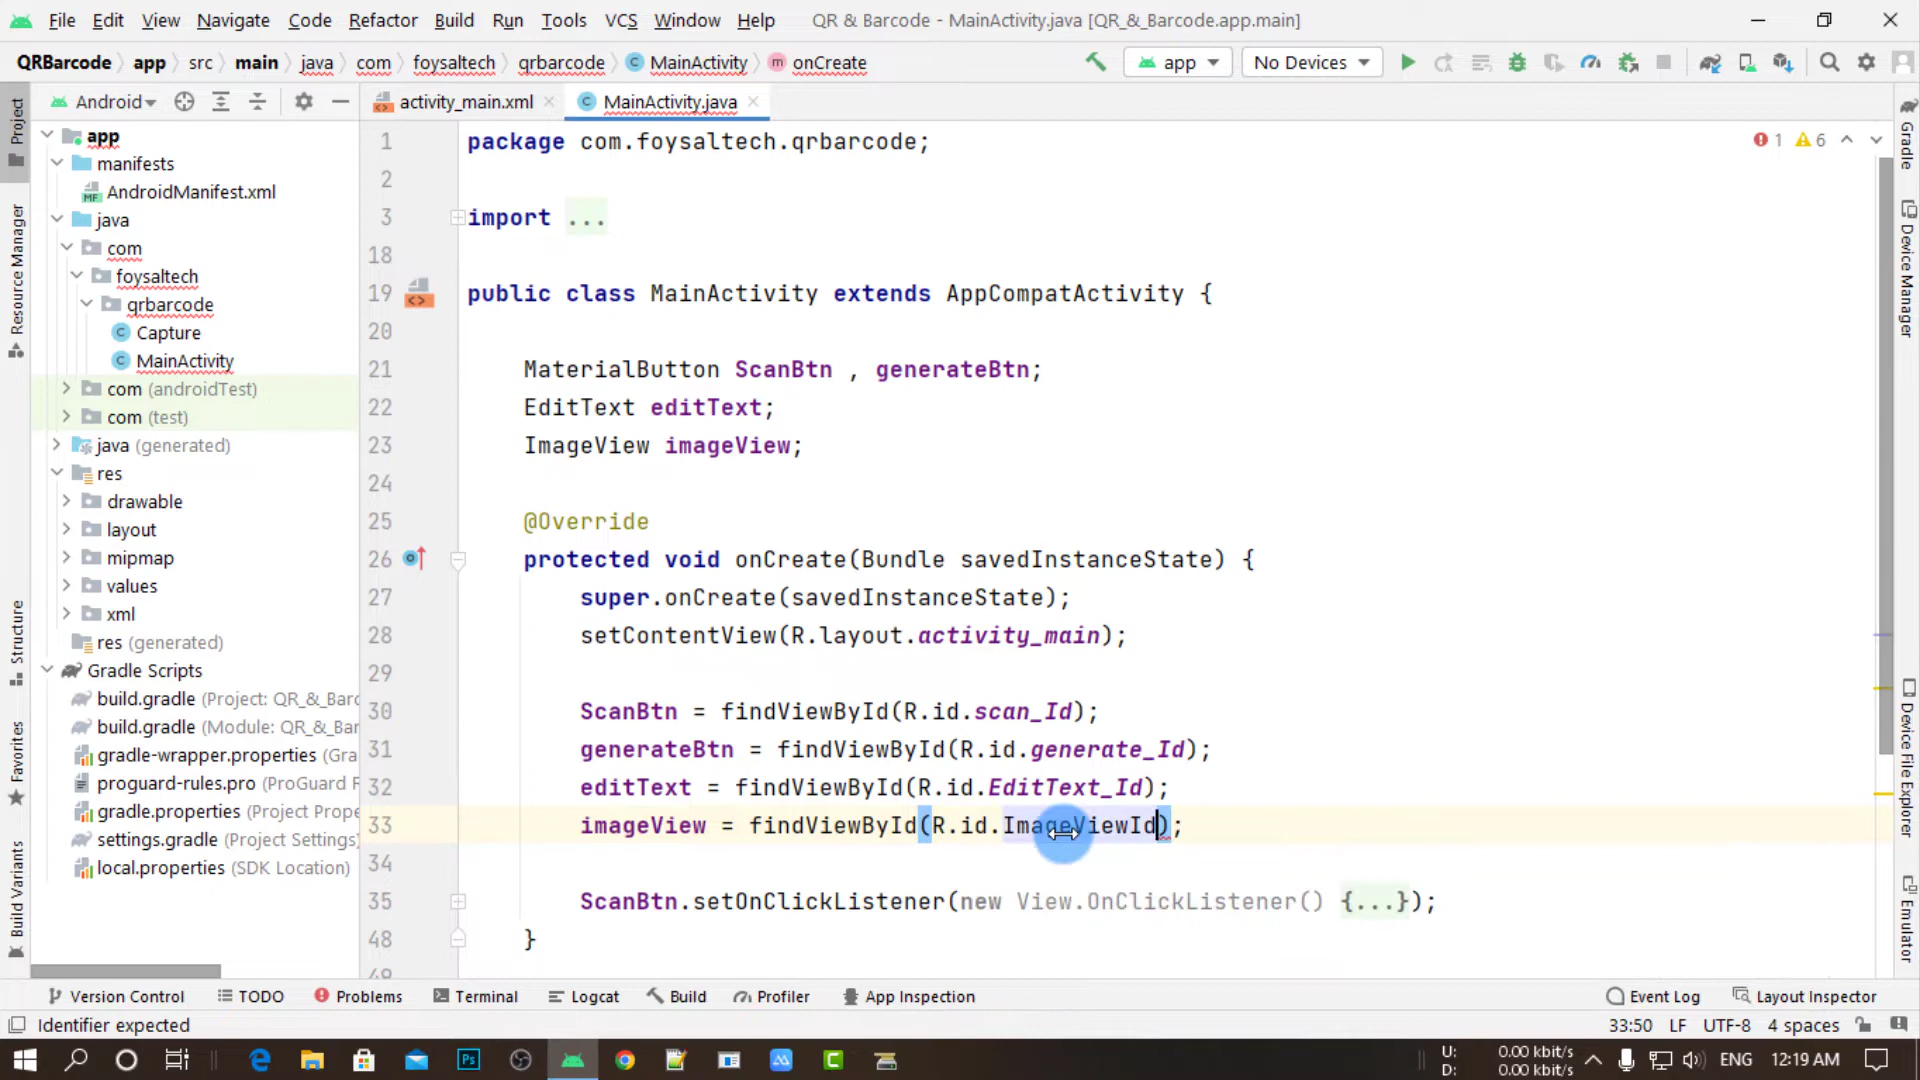 File Edit View Navigate Code Refactor Build Run Tools VCS Window Help QR & Barcode - MainActivity.java [QR_&_Barcode.app.main]
QRBarcode app src main java com foysaltech qrbarcode MainActivity onCreate app No Devices
Android activity_main.xml MainActivity.java
Project
Resource Manager
Structure
Favorites
Build Variants
app
manifests
AndroidManifest.xml
java
com
foysaltech
qrbarcode
Capture
MainActivity
com (androidTest)
com (test)
java (generated)
res
drawable
layout
mipmap
values
xml
res (generated)
Gradle Scripts
build.gradle (Project: QR_&_Barc
build.gradle (Module: QR_&_Bar
gradle-wrapper.properties (Gra
proguard-rules.pro (ProGuard R
gradle.properties (Project Prope
settings.gradle (Project Settings)
local.properties (SDK Location)
1 package com.foysaltech.qrbarcode;
2
3 import ...
18
19 public class MainActivity extends AppCompatActivity {
20
21 MaterialButton ScanBtn , generateBtn;
22 EditText editText;
23 ImageView imageView;
24
25 @Override
26 protected void onCreate(Bundle savedInstanceState) {
27 super.onCreate(savedInstanceState);
28 setContentView(R.layout.activity_main);
29
30 ScanBtn = findViewById(R.id.scan_Id);
31 generateBtn = findViewById(R.id.generate_Id);
32 editText = findViewById(R.id.EditText_Id);
33 imageView = findViewById(R.id.ImageViewId);
34
35 ScanBtn.setOnClickListener(new View.OnClickListener() {...});
48 }
49
1 6
Gradle
Device Manager
Device File Explorer
Emulator
Version Control TODO Problems Terminal Logcat Build Profiler App Inspection Event Log Layout Inspector
Identifier expected 33:50 LF UTF-8 4 spaces
U: 0.00 kbit/s
D: 0.00 kbit/s
ENG 12:19 AM